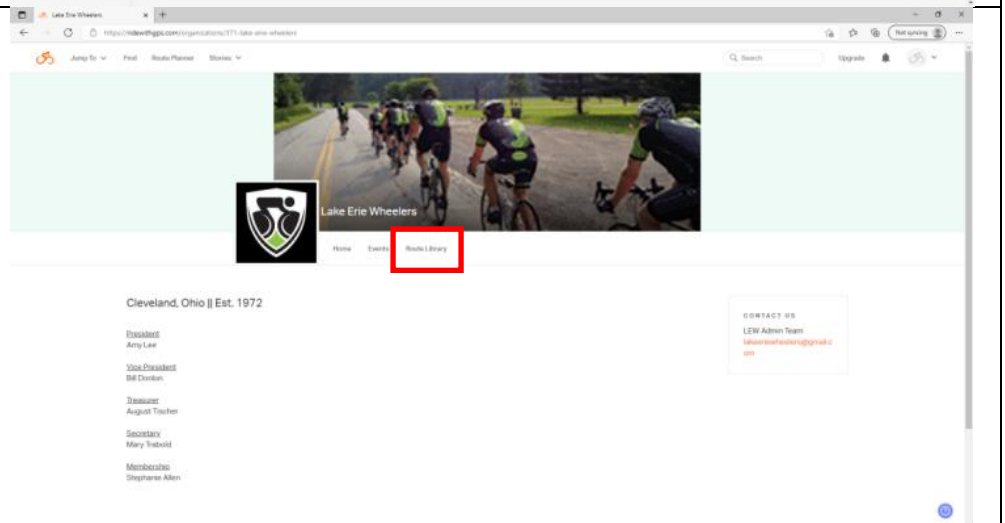 Lake Erie Wheelers
https://ridewithgps.com/organizations/371-lake-erie-wheelers
Not syncing
Jump To Find Route Planner Stories
Search
Upgrade
Lake Erie Wheelers
Home Events Route Library
Cleveland, Ohio || Est. 1972
President
Amy Lee
Vice President
Bill Donlon
Treasurer
August Tischer
Secretary
Mary
Membership
Stephanie Allen
CONTACT US
LEW Admin Team
lakeeriewheelers@gmail.c
om